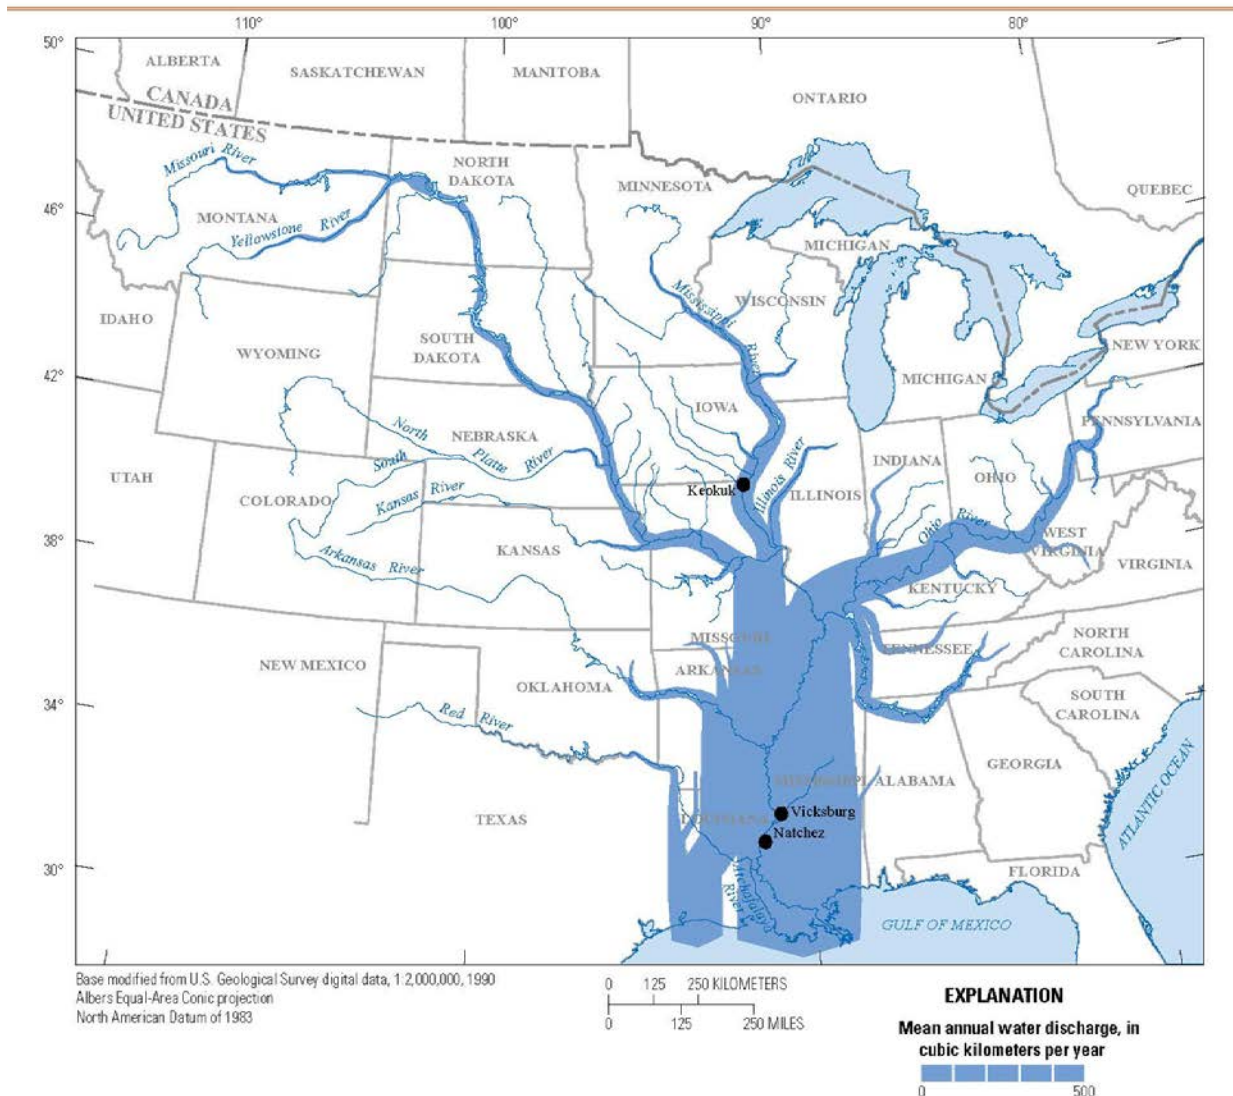 110°
100°
90°
80°
50°
46°
42°
38°
34°
30°
ALBERTA
SASKATCHEWAN
MANITOBA
ONTARIO
QUEBEC
CANADA
UNITED STATES
Missouri River
MONTANA
Yellowstone River
NORTH
DAKOTA
MINNESOTA
MICHIGAN
WISCONSIN
Mississippi
River
IDAHO
WYOMING
SOUTH
DAKOTA
IOWA
MICHIGAN
NEW YORK
PENNSYLVANIA
NEBRASKA
North
South
Platte River
UTAH
COLORADO
Kansas River
Keokuk
Illinois River
ILLINOIS
INDIANA
OHIO
Ohio River
WEST
VIRGINIA
VIRGINIA
KANSAS
Arkansas River
KENTUCKY
MISSOURI
TENNESSEE
NORTH
CAROLINA
NEW MEXICO
OKLAHOMA
ARKANSAS
SOUTH
CAROLINA
Red River
GEORGIA
MISSISSIPPI
ALABAMA
TEXAS
LOUISIANA
Vicksburg
Natchez
Atchafalaya
River
FLORIDA
GULF OF MEXICO
ATLANTIC OCEAN
Base modified from U.S. Geological Survey digital data, 1:2,000,000, 1990
Albers Equal-Area Conic projection
North American Datum of 1983
0 125 250 KILOMETERS
0 125 250 MILES
EXPLANATION
Mean annual water discharge, in
cubic kilometers per year
0 500